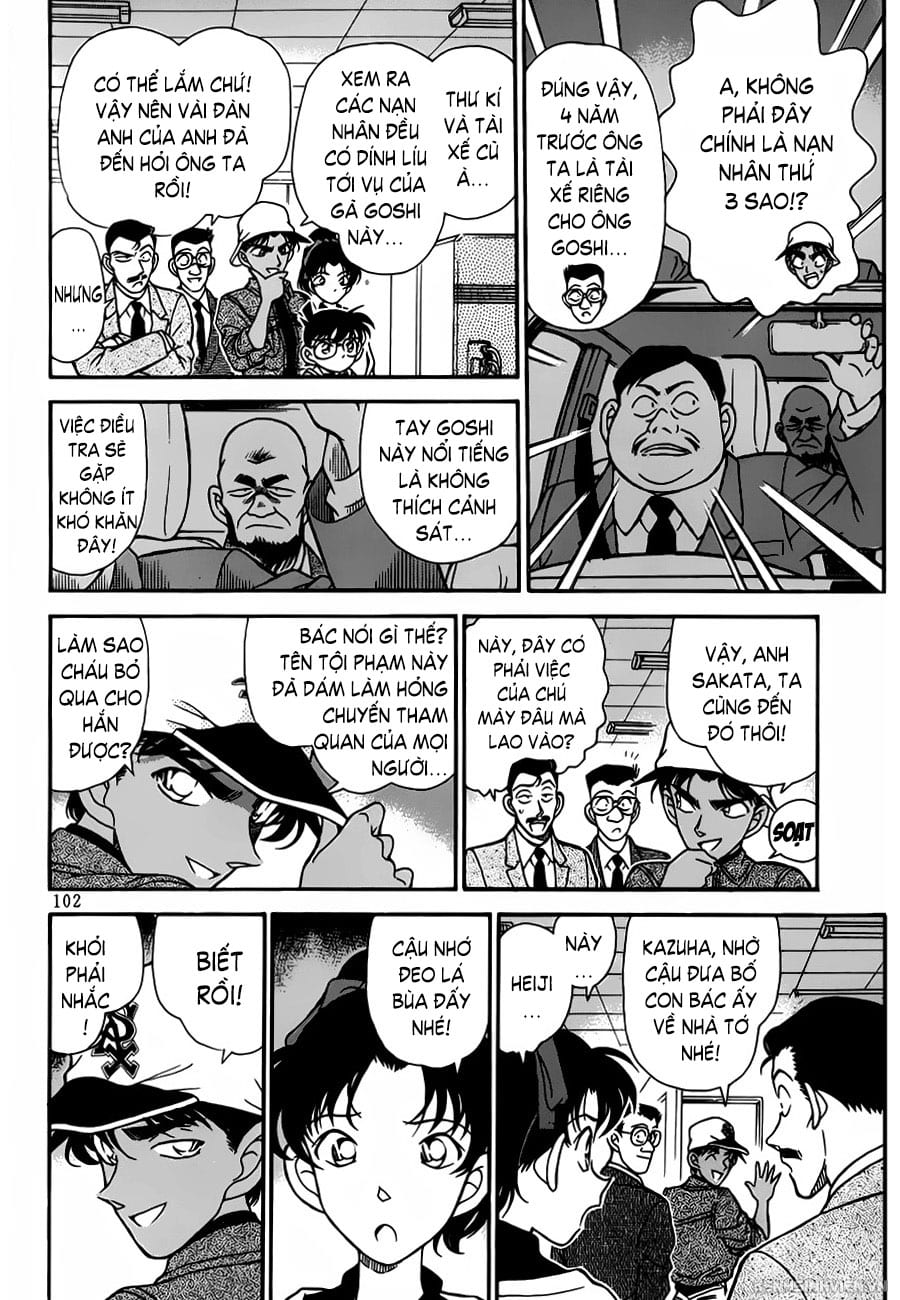 A, KHÔNG
PHẢI ĐÂY
CHÍNH LÀ NẠN
NHÂN THỨ
3 SAO!?
ĐÚNG VẬY,
4 NĂM
TRƯỚC ÔNG
TA LÀ TÀI
XẾ RIÊNG
CHO ÔNG
GOSHI...
THƯ KÍ
VÀ TÀI
XẾ CŨ
À...
XEM RA
CÁC NẠN
NHÂN ĐỀU
CÓ DÍNH LÍU
TỚI VỤ CỦA
GÃ GOSHI
NÀY...
CÓ THỂ LẮM CHỨ!
VẬY NÊN VÀI ĐÀN
ANH CỦA ANH ĐÃ
ĐẾN HỎI ÔNG TA
RỒI!
NHƯNG
...
TAY GOSHI
NÀY NỔI TIẾNG
LÀ KHÔNG
THÍCH CẢNH
SÁT...
VIỆC ĐIỀU
TRA SẼ
GẶP
KHÔNG ÍT
KHÓ KHĂN
ĐÂY!
VẬY, ANH
SAKATA, TA
CÙNG ĐẾN
ĐÓ THÔI!
SOẠT
NÀY, ĐÂY CÓ
PHẢI VIỆC
CỦA CHÚ
MÀY ĐÂU MÀ
LAO VÀO?
BÁC NÓI GÌ THẾ?
TÊN TỘI PHẠM NÀY
ĐÃ DÁM LÀM HỎNG
CHUYẾN THAM
QUAN CỦA MỌI
NGƯỜI...
LÀM SAO
CHÁU BỎ
QUA CHO
HẮN
ĐƯỢC?
102
KAZUHA, NHỜ
CẬU ĐƯA BỐ
CON BÁC ẤY
VỀ NHÀ TỚ
NHÉ!
NÀY
...
HEIJI
...
CẬU NHỚ
ĐEO LÁ
BÙA ĐẤY
NHÉ!
BIẾT
RỒI!
KHỎI
PHẢI
NHẮC
!